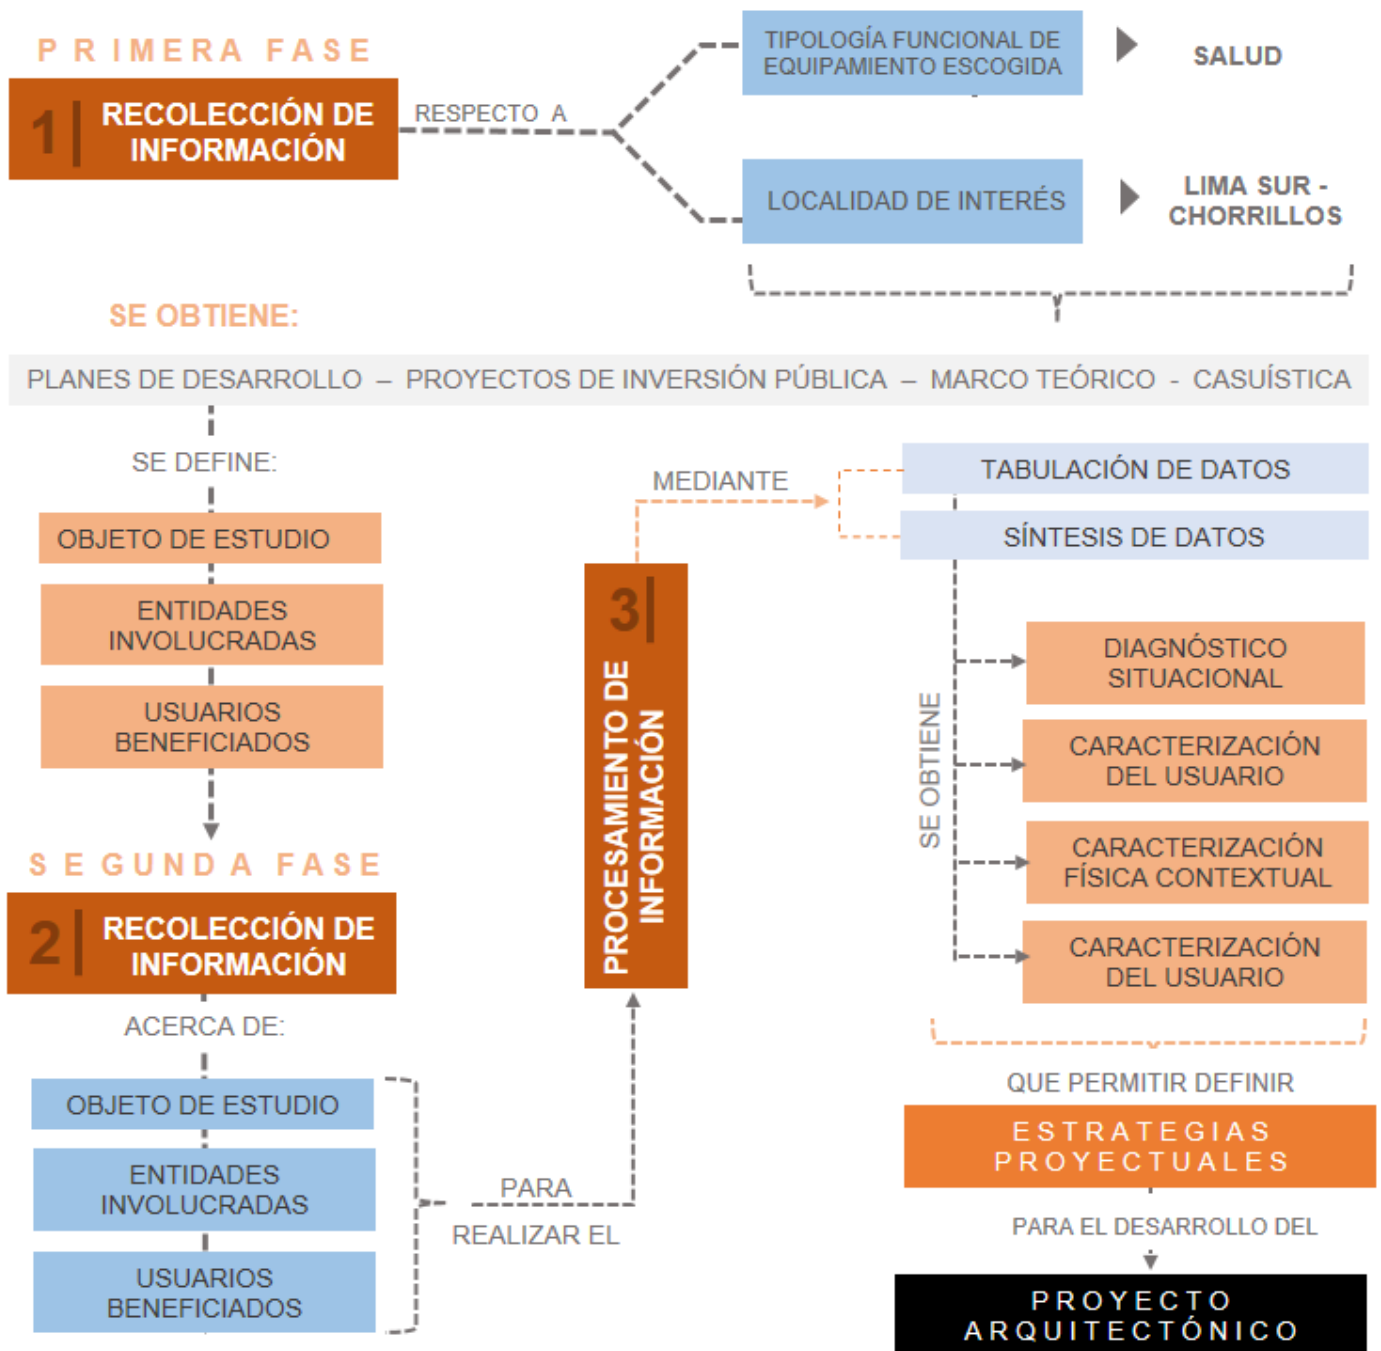 PRIMERA FASE
1 RECOLECCIÓN DE
INFORMACIÓN
RESPECTO A
TIPOLOGÍA FUNCIONAL DE
EQUIPAMIENTO ESCOGIDA
SALUD
LOCALIDAD DE INTERÉS
LIMA SUR -
CHORRILLOS
SE OBTIENE:
PLANES DE DESARROLLO – PROYECTOS DE INVERSIÓN PÚBLICA – MARCO TEÓRICO - CASUÍSTICA
SE DEFINE:
OBJETO DE ESTUDIO
ENTIDADES
INVOLUCRADAS
USUARIOS
BENEFICIADOS
SEGUNDA FASE
2 RECOLECCIÓN DE
INFORMACIÓN
ACERCA DE:
OBJETO DE ESTUDIO
ENTIDADES
INVOLUCRADAS
USUARIOS
BENEFICIADOS
PARA
REALIZAR EL
3
PROCESAMIENTO DE
INFORMACIÓN
MEDIANTE
TABULACIÓN DE DATOS
SÍNTESIS DE DATOS
SE OBTIENE
DIAGNÓSTICO
SITUACIONAL
CARACTERIZACIÓN
DEL USUARIO
CARACTERIZACIÓN
FÍSICA CONTEXTUAL
CARACTERIZACIÓN
DEL USUARIO
QUE PERMITIR DEFINIR
ESTRATEGIAS
PROYECTUALES
PARA EL DESARROLLO DEL
PROYECTO
ARQUITECTÓNICO